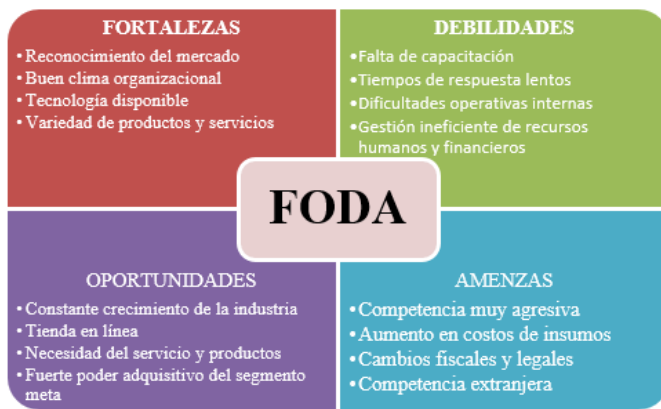 FORTALEZAS
• Reconocimiento del mercado
• Buen clima organizacional
• Tecnología disponible
• Variedad de productos y servicios
DEBILIDADES
•Falta de capacitación
•Tiempos de respuesta lentos
•Dificultades operativas internas
•Gestión ineficiente de recursos
humanos y financieros
FODA
OPORTUNIDADES
• Constante crecimiento de la industria
• Tienda en línea
• Necesidad del servicio y productos
• Fuerte poder adquisitivo del segmento
meta
AMENZAS
• Competencia muy agresiva
• Aumento en costos de insumos
• Cambios fiscales y legales
• Competencia extranjera